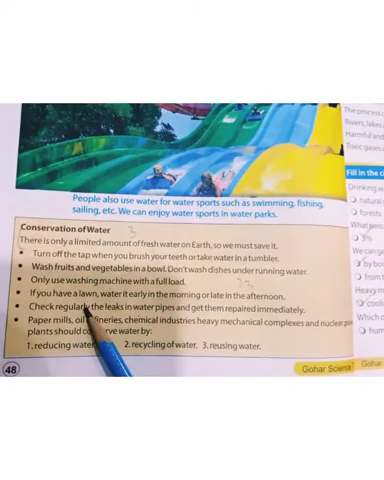 People also use water for water sports such as swimming, fishing,
sailing, etc. We can enjoy water sports in water parks.
Conservation of Water
3
There is only a limited amount of fresh water on Earth, so we must save it.
• Turn off the tap when you brush your teeth or take water in a tumbler.
• Wash fruits and vegetables in a bowl. Don't wash dishes under running water.
• Only use washing machine with a full load.
• If you have a lawn, water it early in the morning or late in the afternoon.
• Check regularly the leaks in water pipes and get them repaired immediately.
• Paper mills, oil refineries, chemical industries heavy mechanical complexes and nuclear
plants should conserve water by:
1. reducing water 2. recycling of water. 3. reusing water.
48
Gohar Science
The process
Rivers, lakes
Harmful and
Toxic gases
Fill in the
Drinking
natural
forests
What
We can
by
from
Heavy
Which